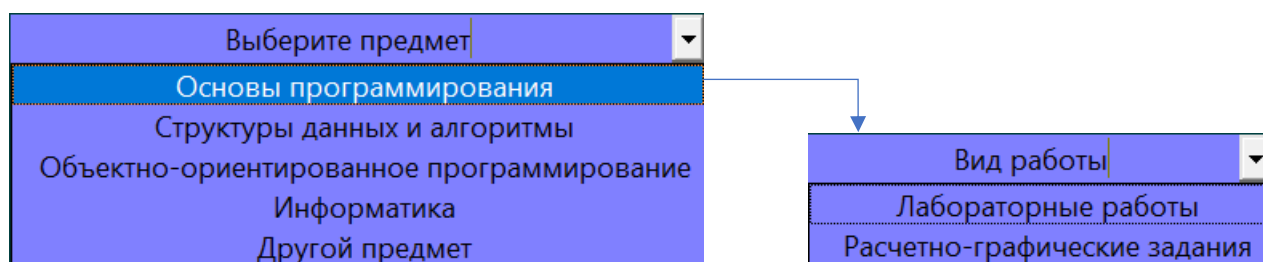 Выберите предмет
Основы программирования
Структуры данных и алгоритмы
Объектно-ориентированное программирование
Информатика
Другой предмет
Вид работы
Лабораторные работы
Расчетно-графические задания